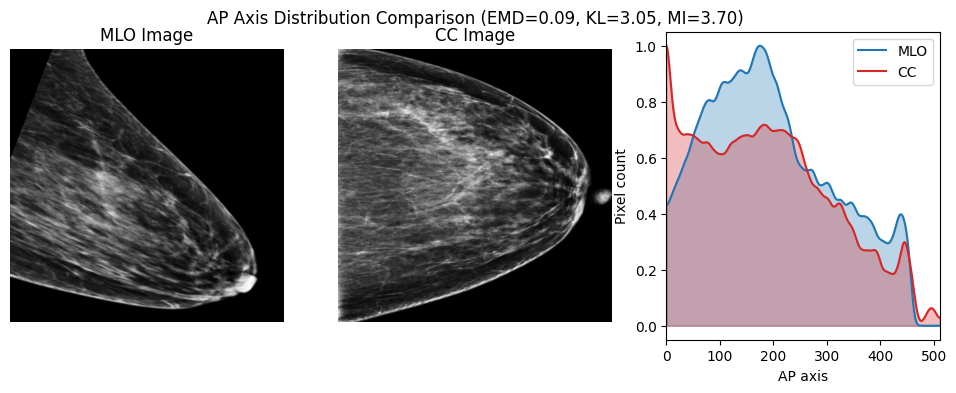 AP Axis Distribution Comparison (EMD=0.09, KL=3.05, MI=3.70)
MLO Image
CC Image
MLO
CC
Pixel count
1.0
0.8
0.6
0.4
0.2
0.0
0 100 200 300 400 500
AP axis